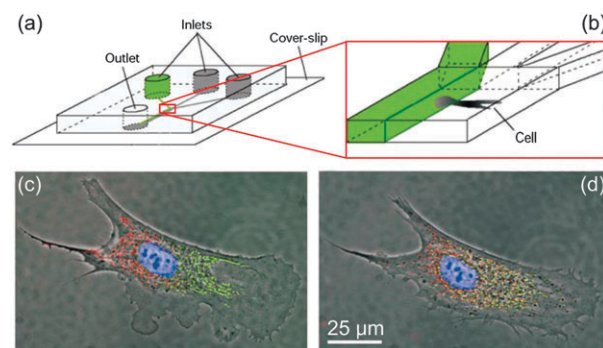 (a)
Inlets
Cover-slip
(b)
Outlet
Cell
(c)
(d)
25 µm